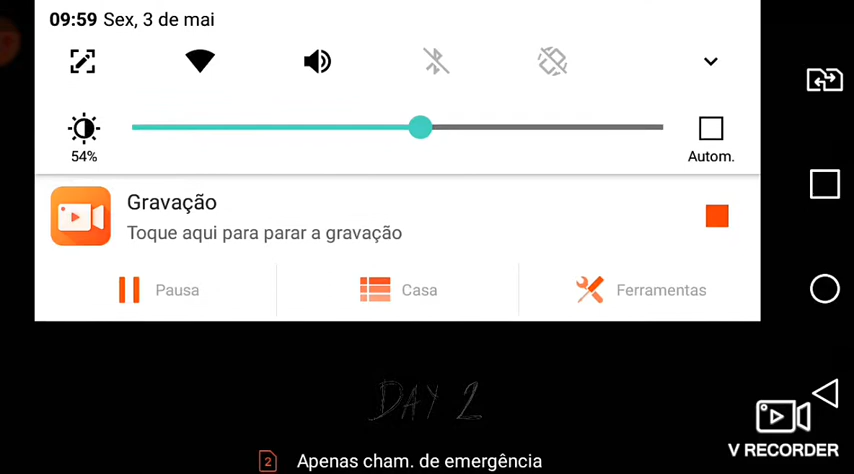 09:59 Sex, 3 de mai
54%
Autom.
Gravação
Toque aqui para parar a gravação
Pausa
Casa
Ferramentas
DAY 2
V RECORDER
2
Apenas cham. de emergência